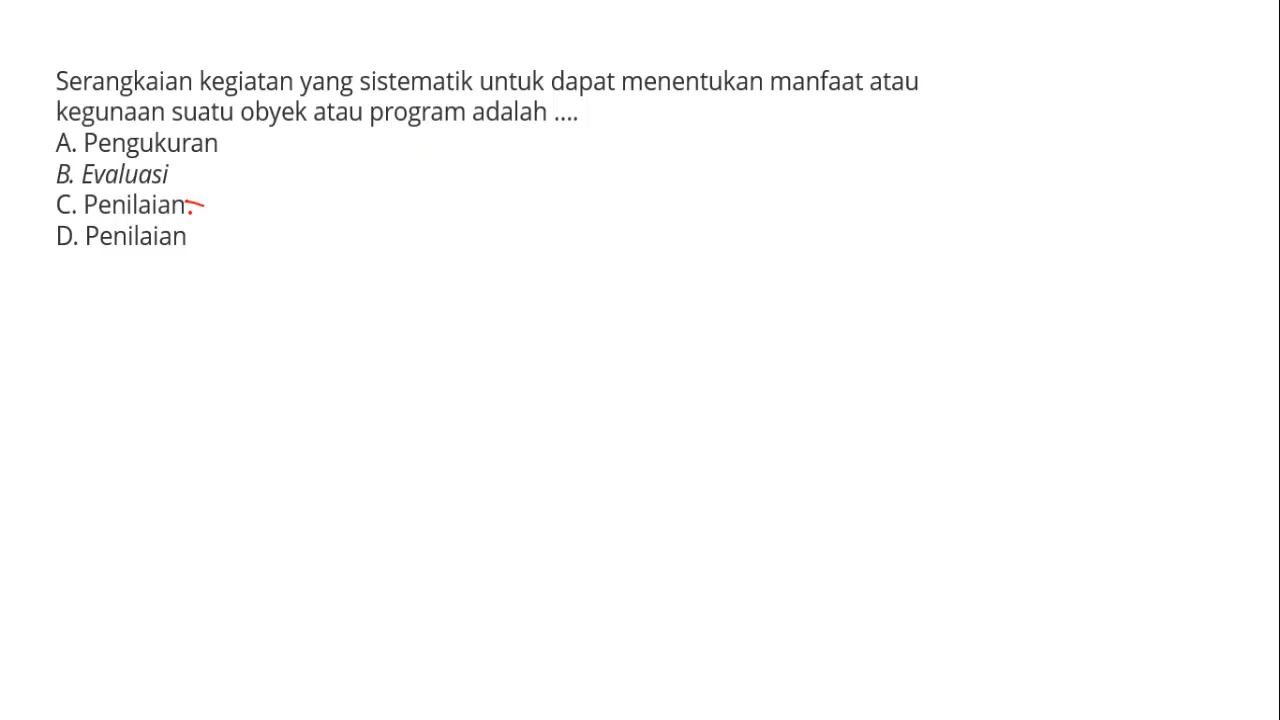 Serangkaian kegiatan yang sistematik untuk dapat menentukan manfaat atau
kegunaan suatu obyek atau program adalah ....
A. Pengukuran
B. Evaluasi
C. Penilaian
D. Penilaian